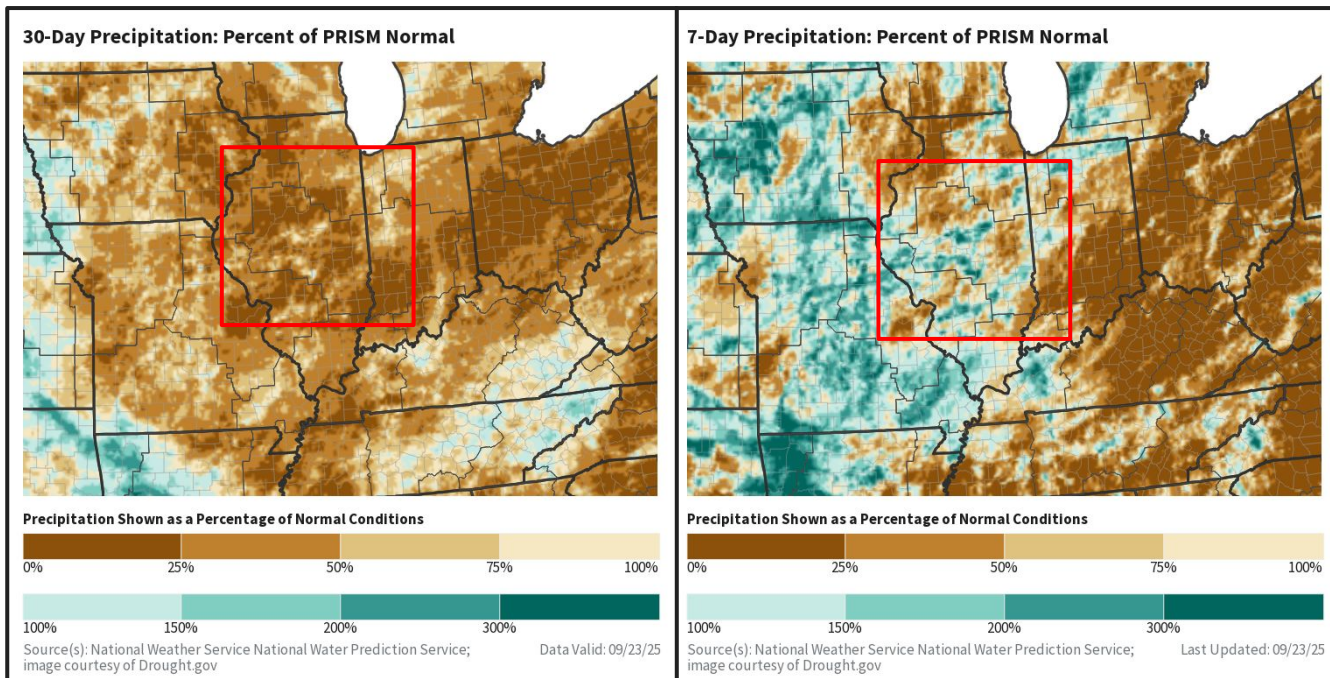 30-Day Precipitation: Percent of PRISM Normal
Precipitation Shown as a Percentage of Normal Conditions
0% 25% 50% 75% 100%
100% 150% 200% 300%
Source(s): National Weather Service National Water Prediction Service; Data Valid: 09/23/25
image courtesy of Drought.gov
7-Day Precipitation: Percent of PRISM Normal
Precipitation Shown as a Percentage of Normal Conditions
0% 25% 50% 75% 100%
100% 150% 200% 300%
Source(s): National Weather Service National Water Prediction Service; Last Updated: 09/23/25
image courtesy of Drought.gov